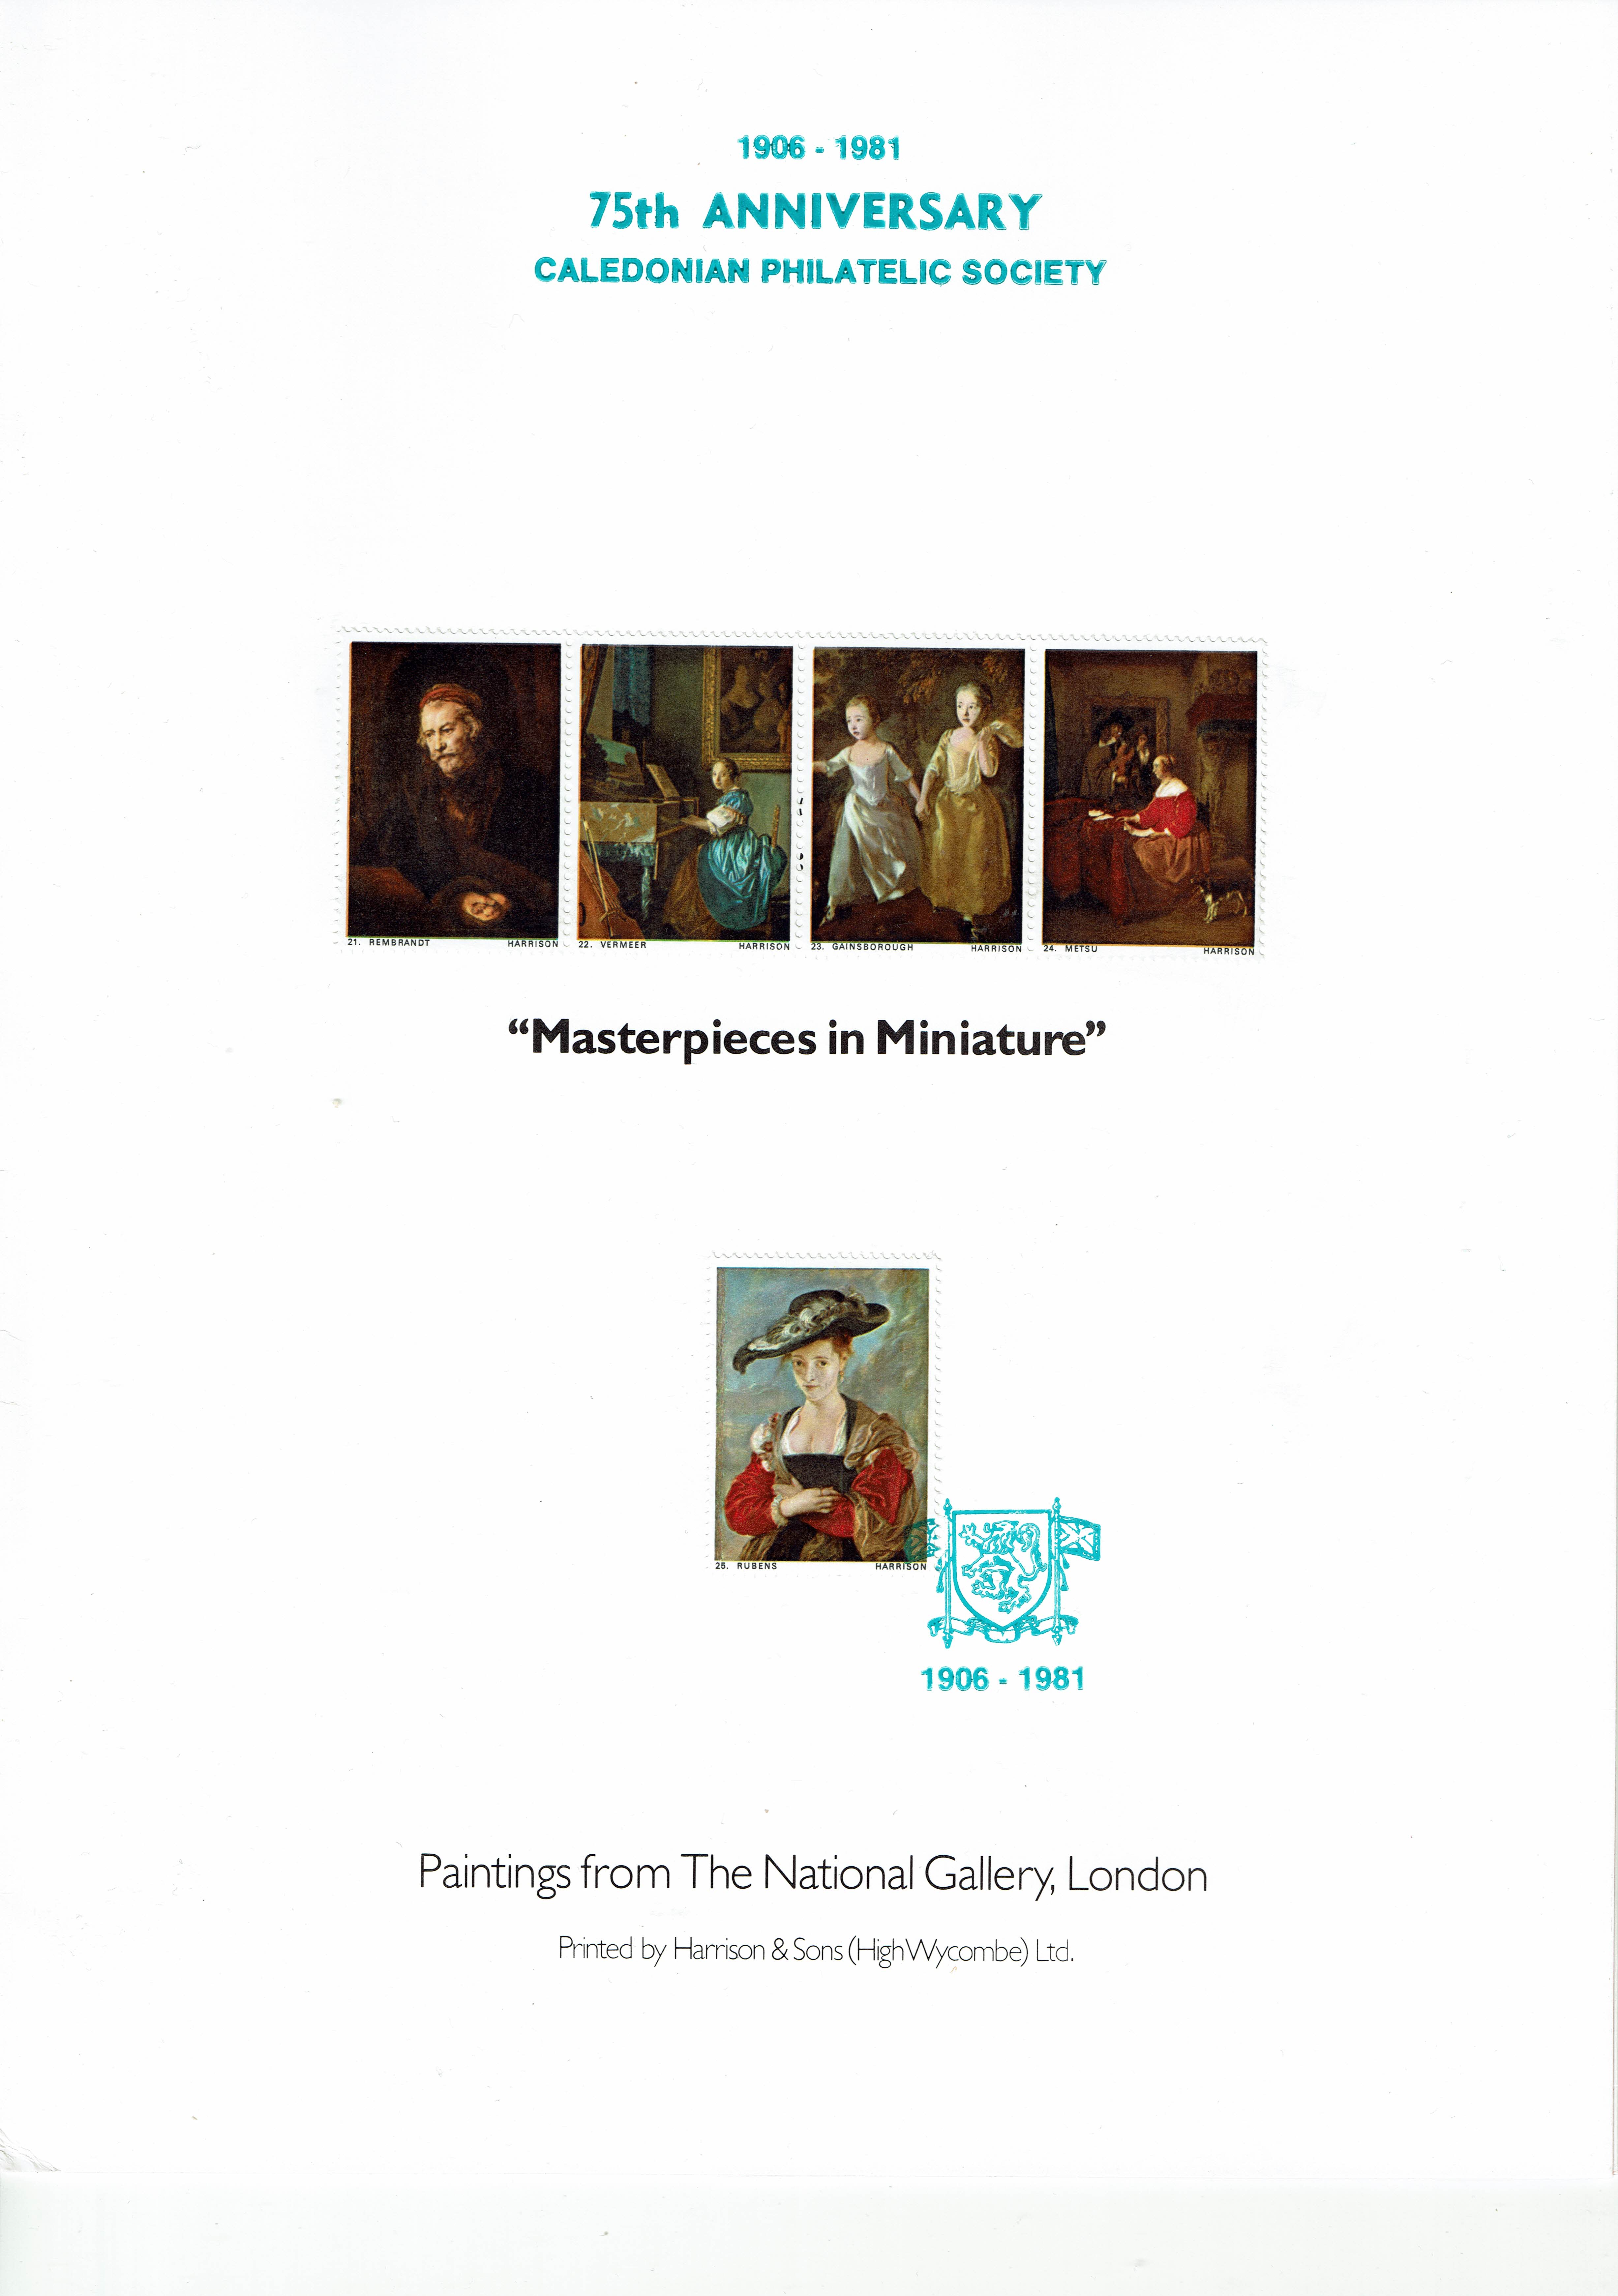 1906 - 1981
75th ANNIVERSARY
CALEDONIAN PHILATELIC SOCIETY
21. REMBRANDT HARRISON
22. VERMEER HARRISON
23. GAINSBOROUGH HARRISON
24. METSU HARRISON
“Masterpieces in Miniature”
25. RUBENS HARRISON
1906 - 1981
Paintings from The National Gallery, London
Printed by Harrison & Sons (High Wycombe) Ltd.